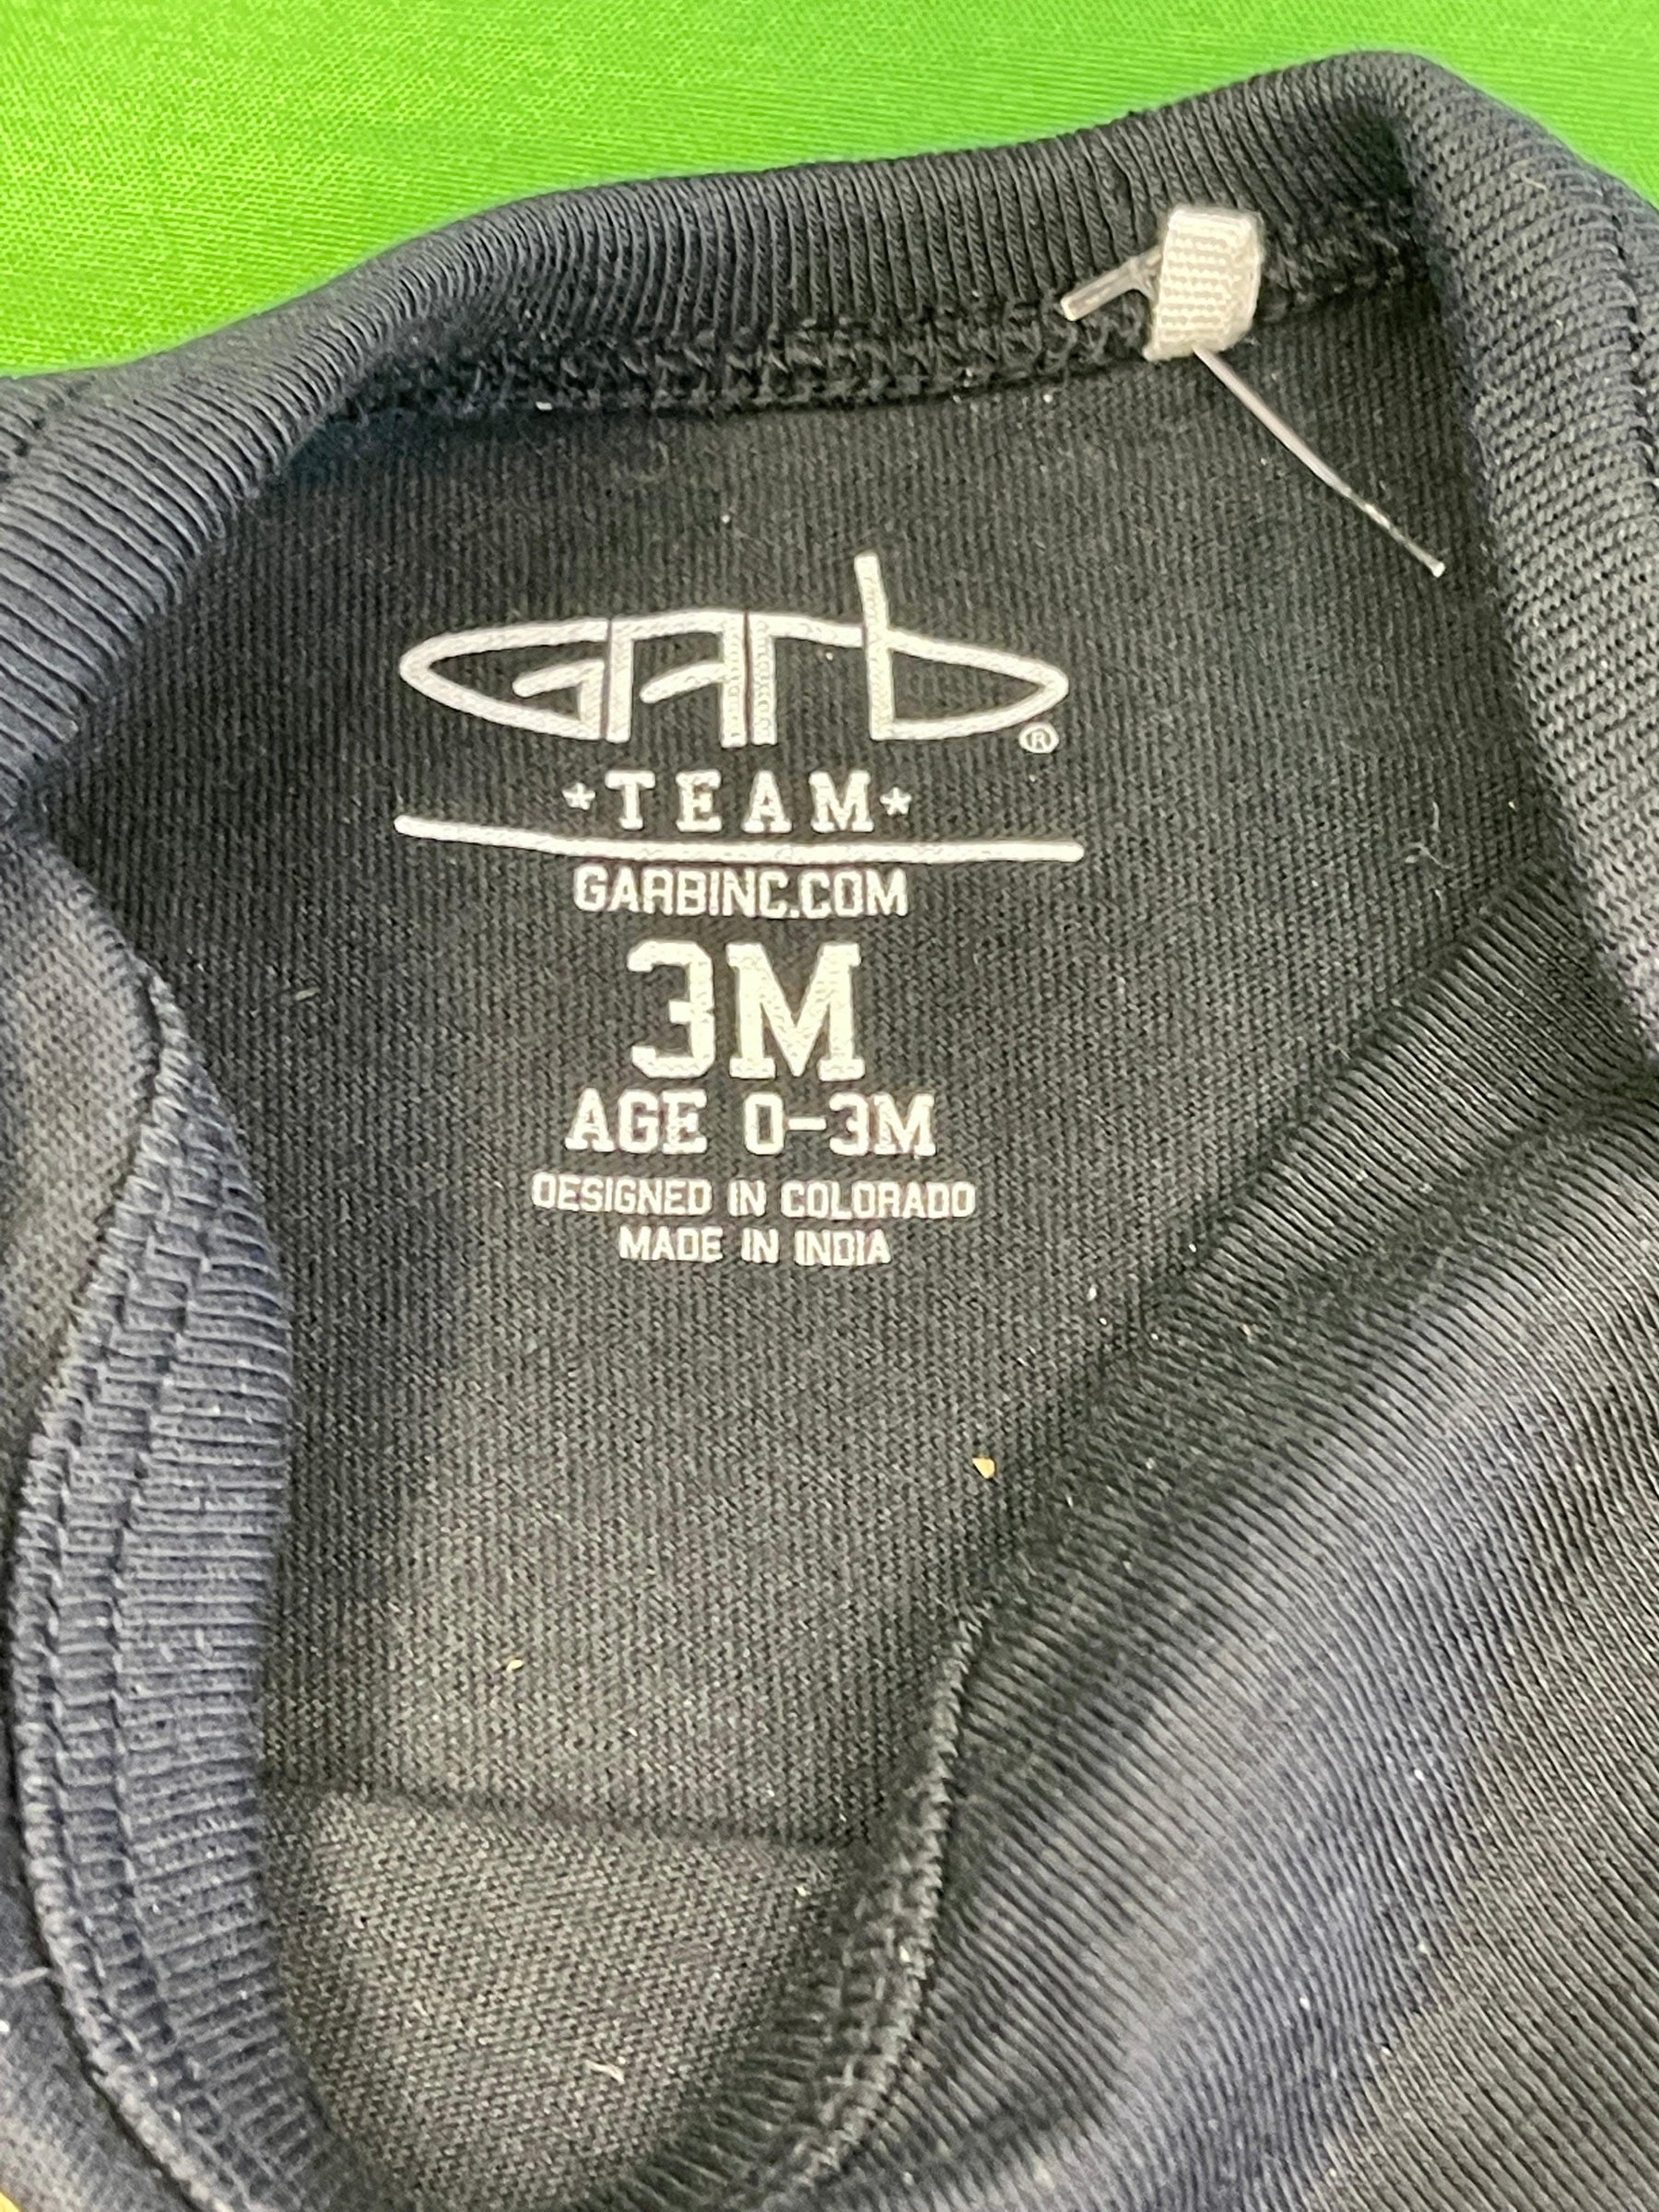 GARb®
*TEAM*
GARBINC.COM
3M
AGE 0-3M
DESIGNED IN COLORADO
MADE IN INDIA